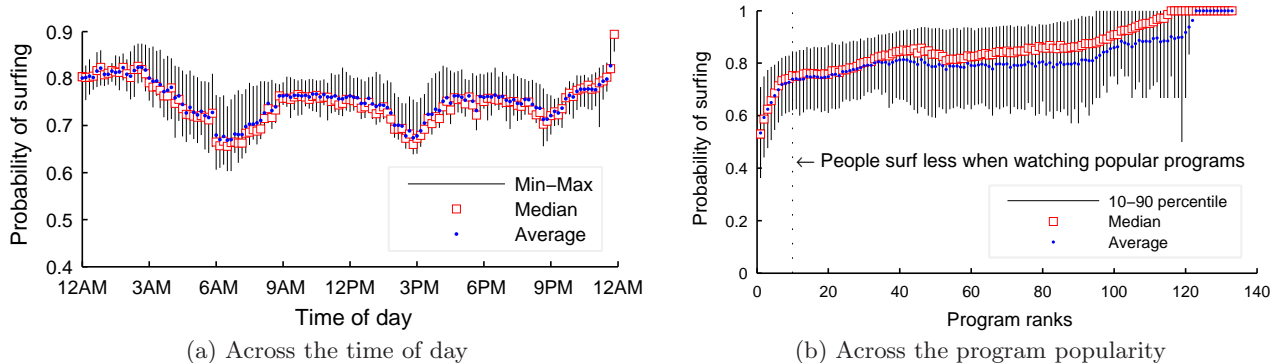 0.9
0.8
0.7
0.6
0.5
0.4
Probability of surfing
12AM 3AM 6AM 9AM 12PM 3PM 6PM 9PM 12AM
Time of day
Min−Max
Median
Average
(a) Across the time of day
1
0.8
0.6
0.4
0.2
0
Probability of surfing
1 20 40 60 80 100 120 140
Program ranks
← People surf less when watching popular programs
10−90 percentile
Median
Average
(b) Across the program popularity